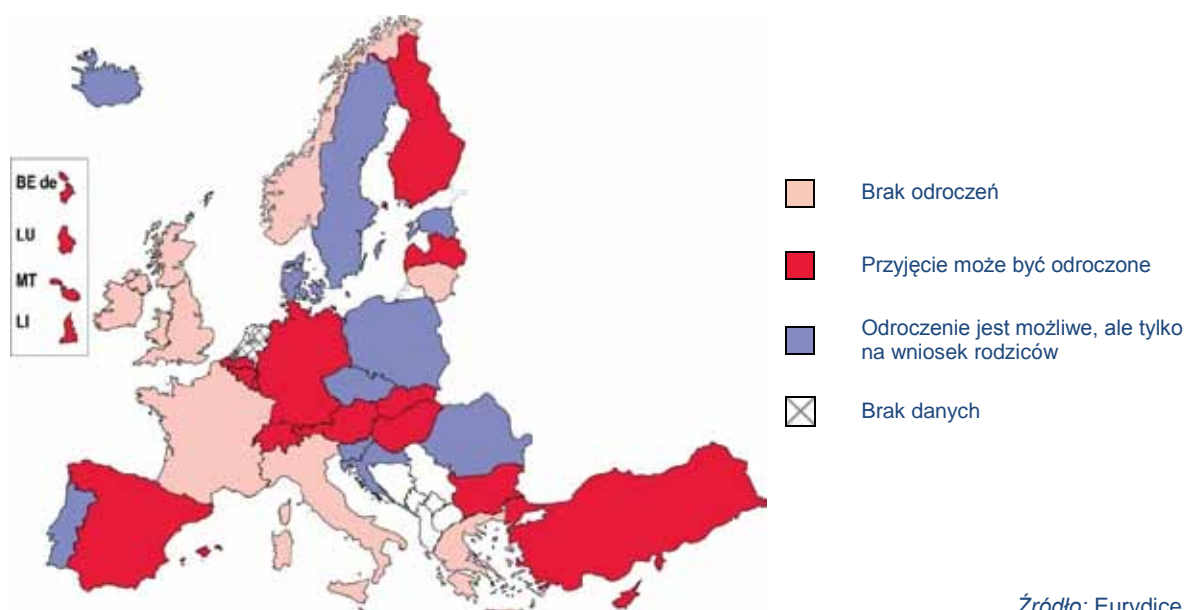 BE de
LU
MT
LI
Brak odroczeń
Przyjęcie może być odroczone
Odroczenie jest możliwe, ale tylko
na wniosek rodziców
Brak danych
Źródło: Eurydice